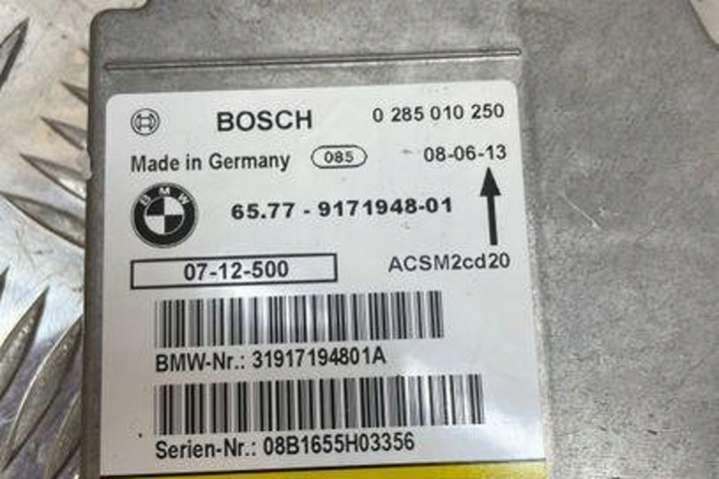 BOSCH 0 285 010 250
Made in Germany 085 08-06-13
BMW 65.77 - 9171948-01
07-12-500 ACSM2cd20
BMW-Nr.: 31917194801A
Serien-Nr.: 08B1655H03356